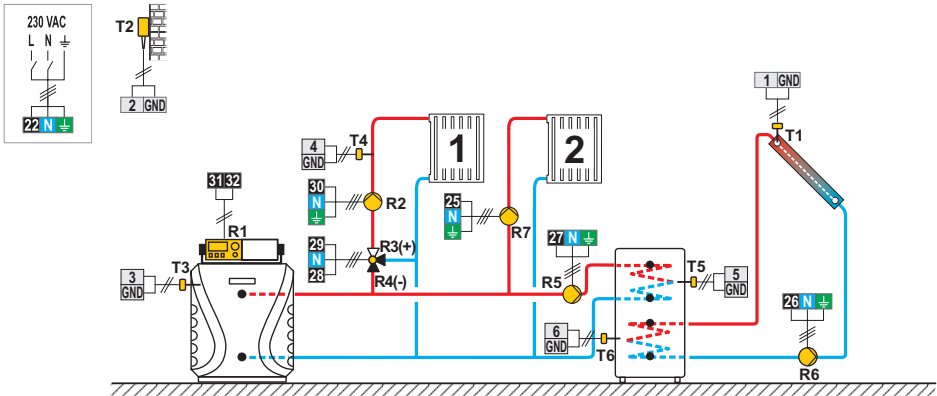 230 VAC
L N
22 N
T2
2 GND
1 GND
T1
T4
4
GND
1
2
31 32
30
N
R2
25
N
R7
R1
29
N
28
R3(+)
R4(-)
27 N
R5
T3
3
GND
T5
5
GND
26 N
6
GND
T6
R6